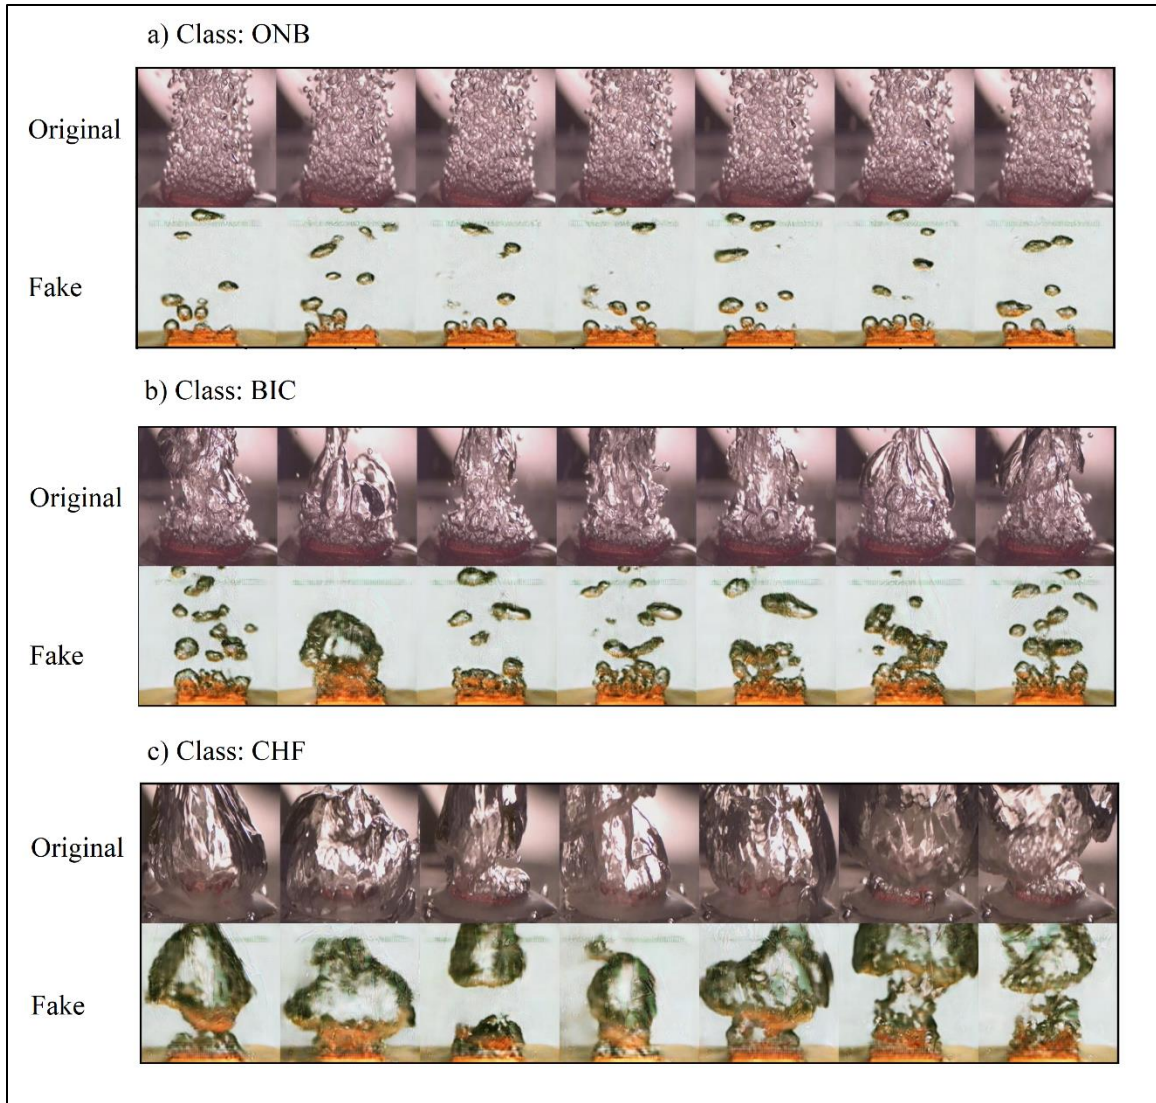 a) Class: ONB
Original
Fake
b) Class: BIC
Original
Fake
c) Class: CHF
Original
Fake